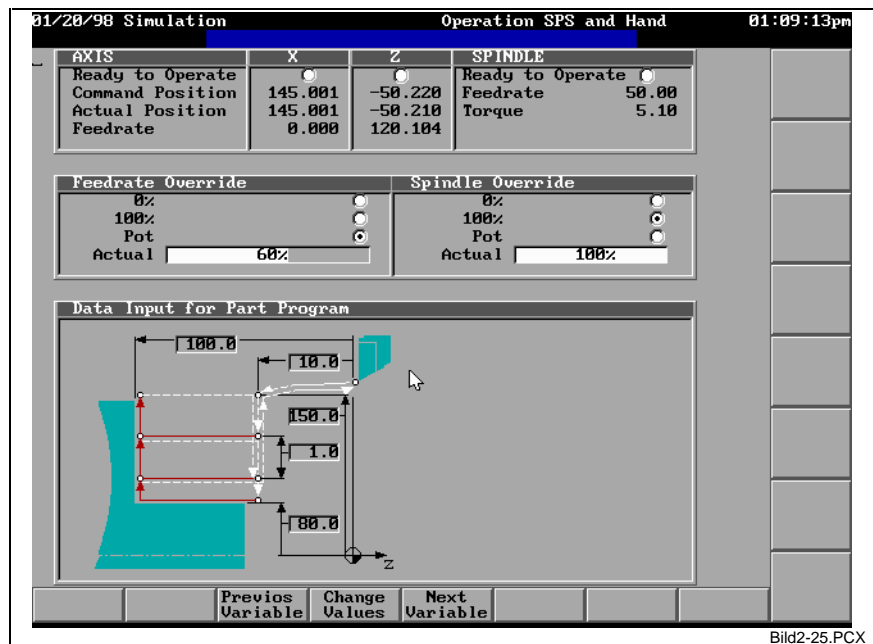 01/20/98 Simulation Operation SPS and Hand 01:09:13pm
AXIS X Z SPINDLE
Ready to Operate Ready to Operate
Command Position 145.001 -50.220 Feedrate 50.00
Actual Position 145.001 -50.210 Torque 5.10
Feedrate 0.000 120.104
Feedrate Override Spindle Override
0% 0%
100% 100%
Pot Pot
Actual 60% Actual 100%
Data Input for Part Program
100.0
10.0
150.0
1.0
80.0
Z
Previos Change Next
Variable Values Variable
Bild2-25.PCX